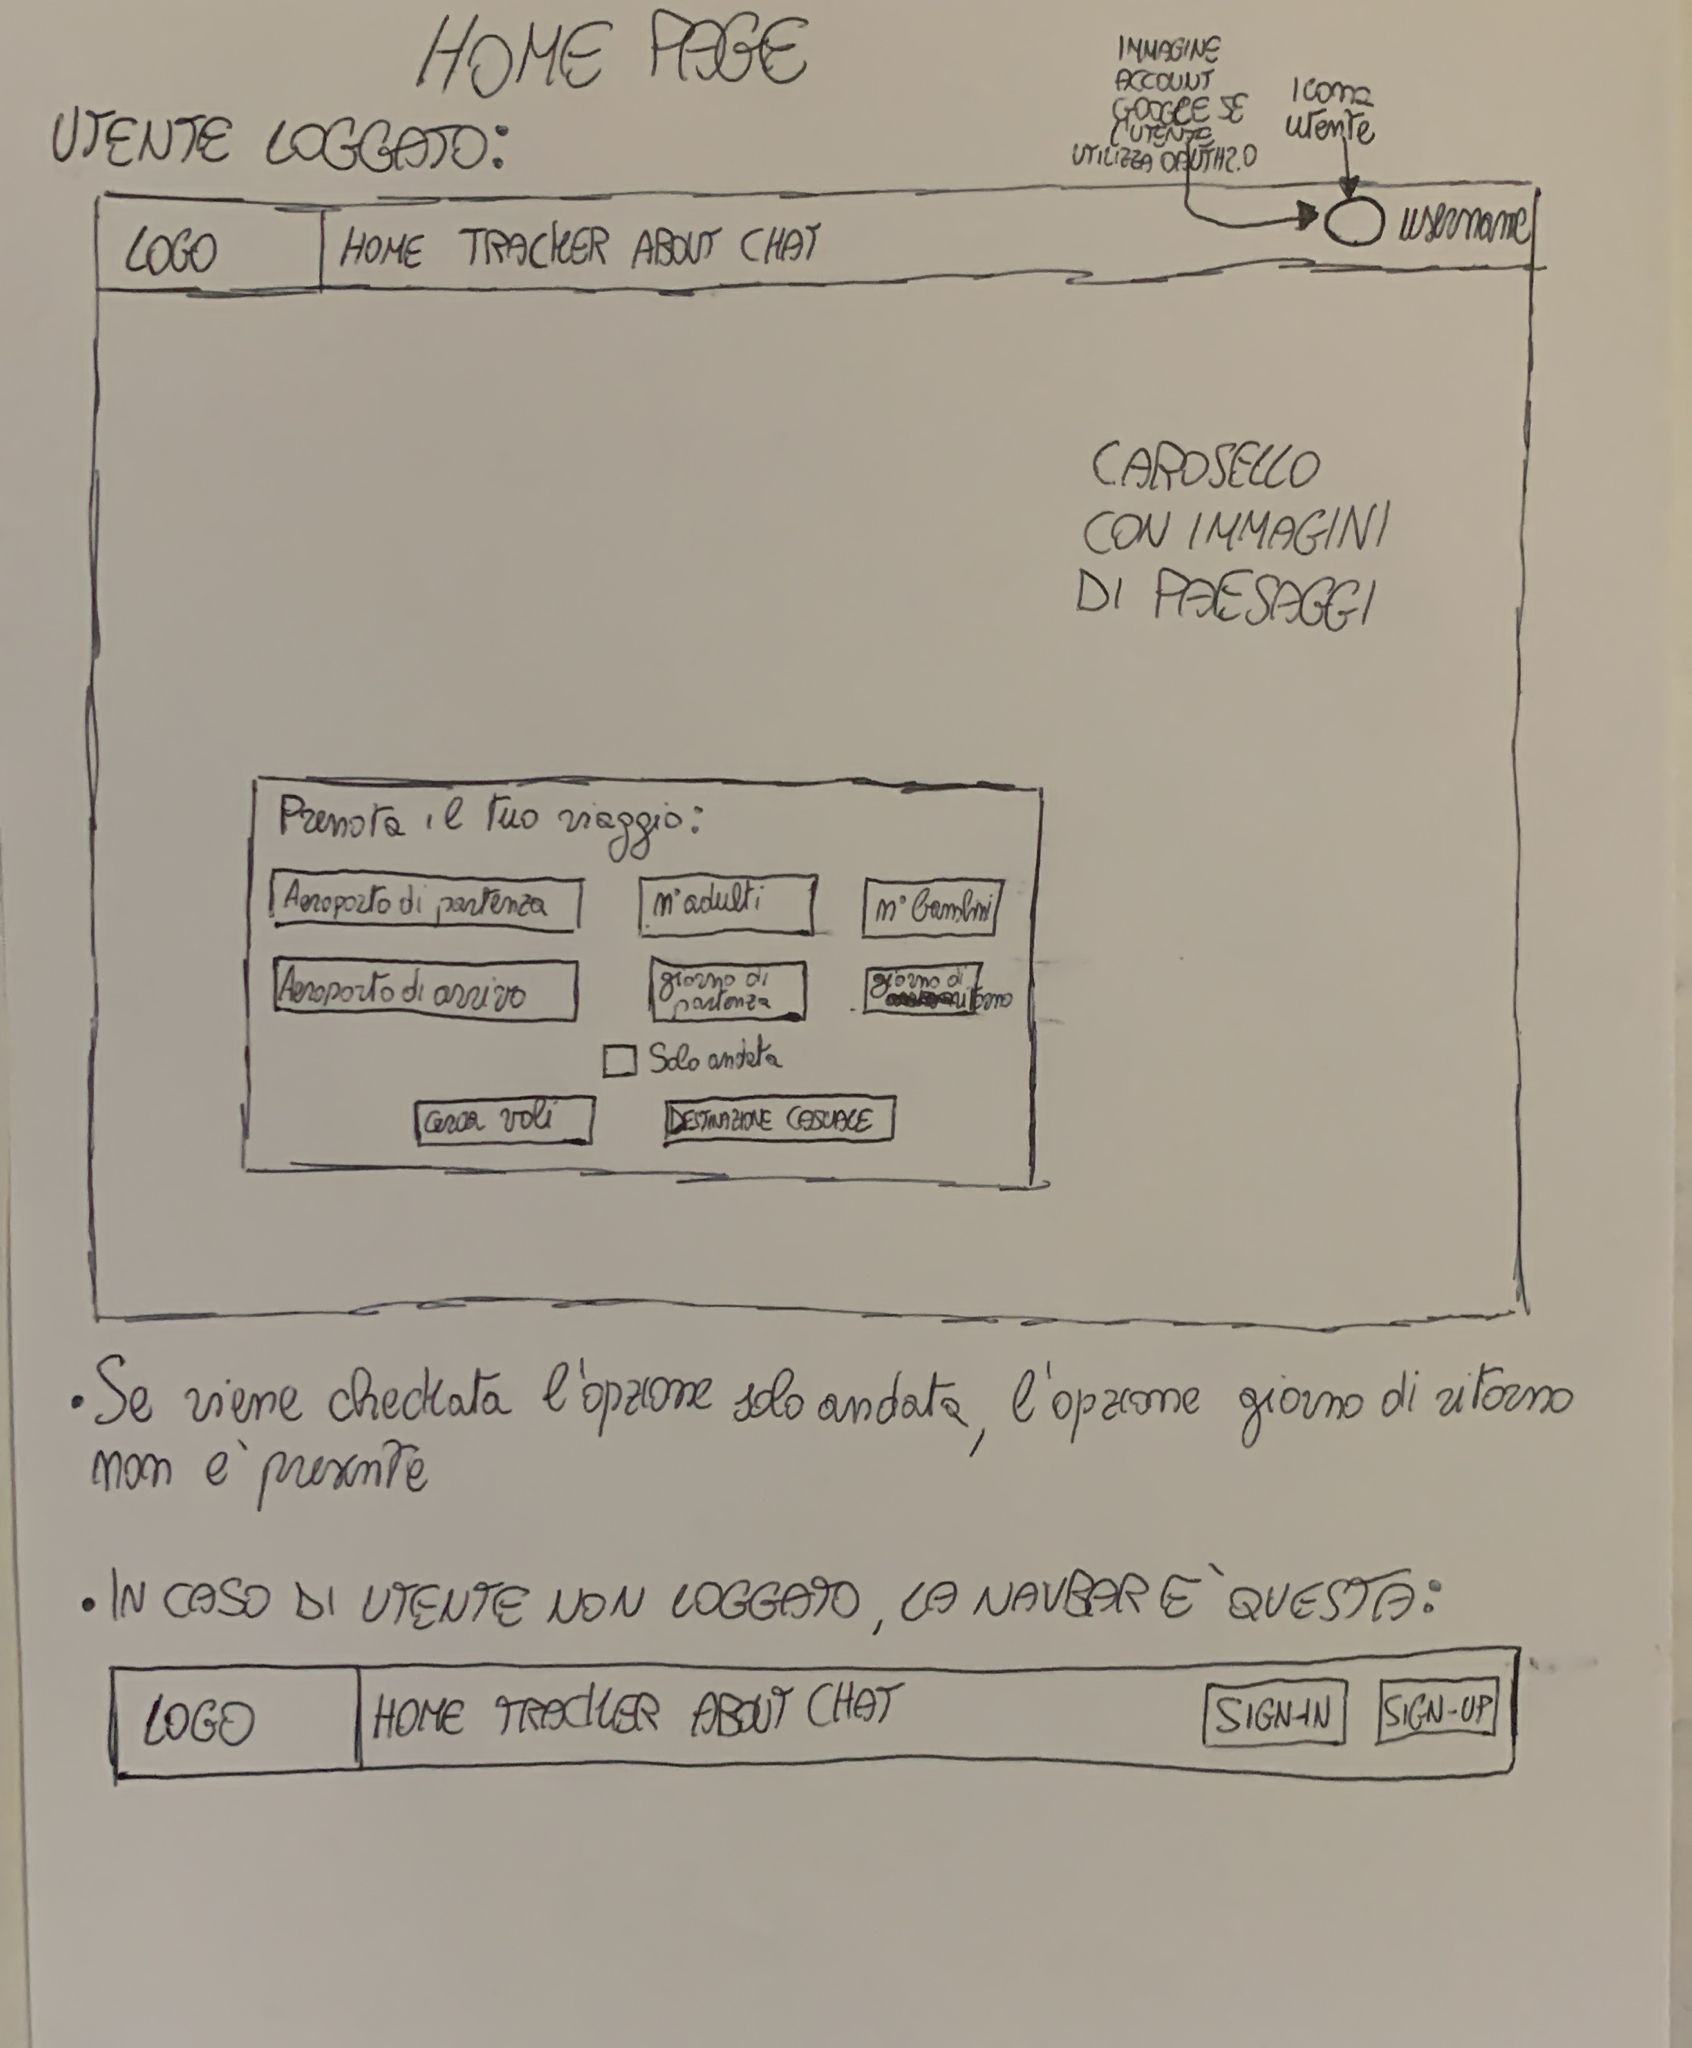 HOME PAGE
UTENTE LOGGATO:
IMMAGINE
ACCOUNT
GOOGLE SE
L'UTENTE
UTILIZZA OAUTH2.0
Icona
utente
LOGO HOME TRACKER ABOUT CHAT username
CAROSELLO
CON IMMAGINI
DI PAESAGGI
Prenota il tuo viaggio:
Aeroporto di partenza n° adulti n° bambini
Aeroporto di arrivo giorno di partenza giorno di ritorno
Solo andata
cerca voli DESTINAZIONE CASUALE
• Se viene checkata l'opzione solo andata, l'opzione giorno di ritorno
non è presente
• IN CASO DI UTENTE NON LOGGATO, LA NAVBAR E' QUESTA:
LOGO HOME TRACKER ABOUT CHAT SIGN-IN SIGN-UP